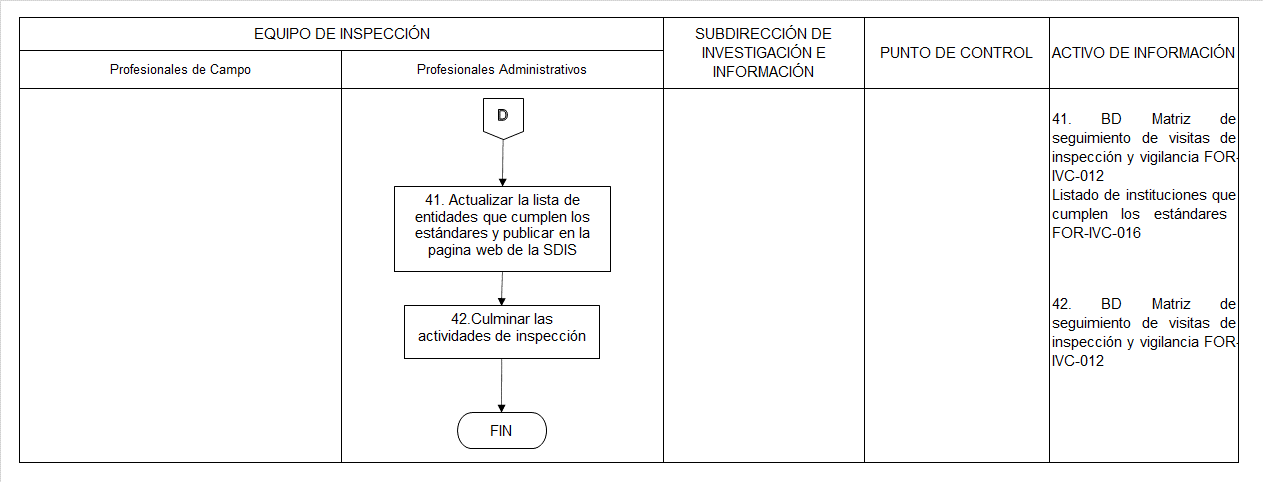 EQUIPO DE INSPECCIÓN
Profesionales de Campo
Profesionales Administrativos
SUBDIRECCIÓN DE
INVESTIGACIÓN E
INFORMACIÓN
PUNTO DE CONTROL
ACTIVO DE INFORMACIÓN
D
41. Actualizar la lista de
entidades que cumplen los
estándares y publicar en la
pagina web de la SDIS
42.Culminar las
actividades de inspección
FIN
41. BD Matriz de
seguimiento de visitas de
inspección y vigilancia FOR-
IVC-012
Listado de instituciones que
cumplen los estándares
FOR-IVC-016
42. BD Matriz de
seguimiento de visitas de
inspección y vigilancia FOR-
IVC-012